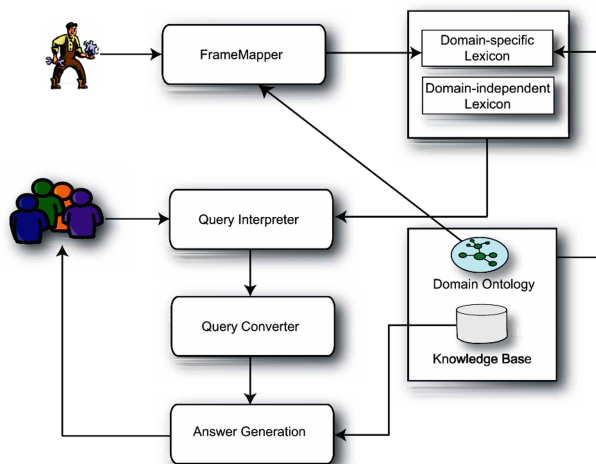 FrameMapper
Domain-specific
Lexicon
Domain-independent
Lexicon
Query Interpreter
Domain Ontology
Query Converter
Knowledge Base
Answer Generation